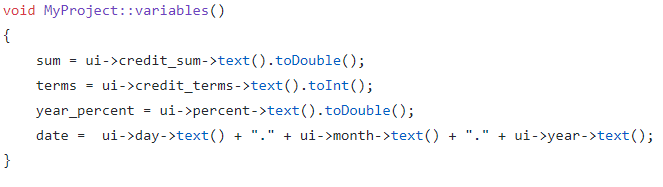 void MyProject::variables()
{
    sum = ui->credit_sum->text().toDouble();
    terms = ui->credit_terms->text().toInt();
    year_percent = ui->percent->text().toDouble();
    date =  ui->day->text() + "." + ui->month->text() + "." + ui->year->text();
}